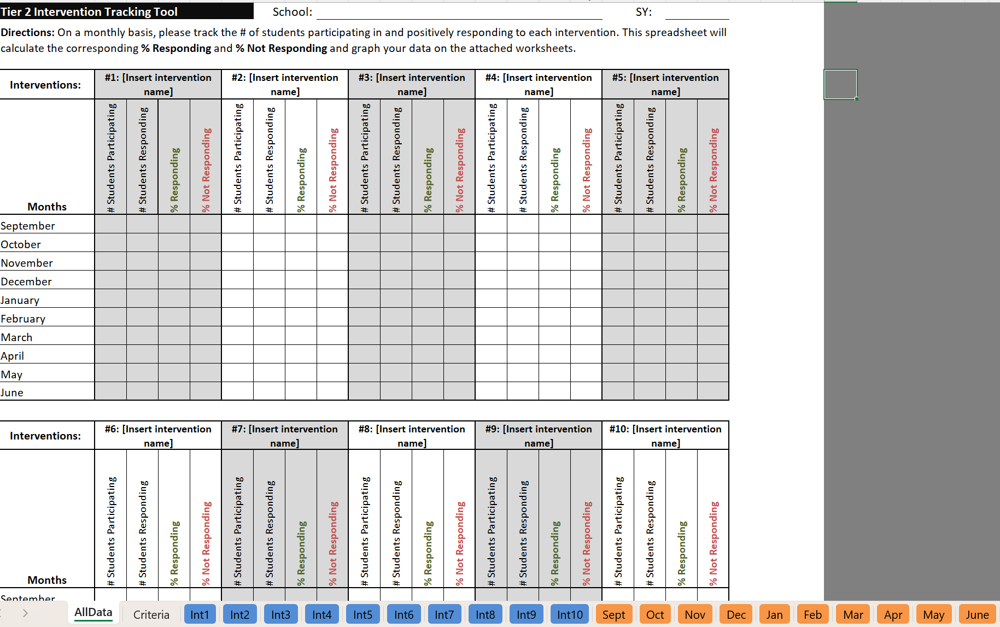 Tier 2 Intervention Tracking Tool School: SY:
Directions: On a monthly basis, please track the # of students participating in and positively responding to each intervention. This spreadsheet will
calculate the corresponding % Responding and % Not Responding and graph your data on the attached worksheets.
Interventions: #1: [Insert intervention name] #2: [Insert intervention name] #3: [Insert intervention name] #4: [Insert intervention name] #5: [Insert intervention name]
Months # Students Participating # Students Responding % Responding % Not Responding # Students Participating # Students Responding % Responding % Not Responding # Students Participating # Students Responding % Responding % Not Responding # Students Participating # Students Responding % Responding % Not Responding # Students Participating # Students Responding % Responding % Not Responding
September
October
November
December
January
February
March
April
May
June
Interventions: #6: [Insert intervention name] #7: [Insert intervention name] #8: [Insert intervention name] #9: [Insert intervention name] #10: [Insert intervention name]
Months # Students Participating # Students Responding % Responding % Not Responding # Students Participating # Students Responding % Responding % Not Responding # Students Participating # Students Responding % Responding % Not Responding # Students Participating # Students Responding % Responding % Not Responding # Students Participating # Students Responding % Responding % Not Responding
September
AllData Criteria Int1 Int2 Int3 Int4 Int5 Int6 Int7 Int8 Int9 Int10 Sept Oct Nov Dec Jan Feb Mar Apr May June